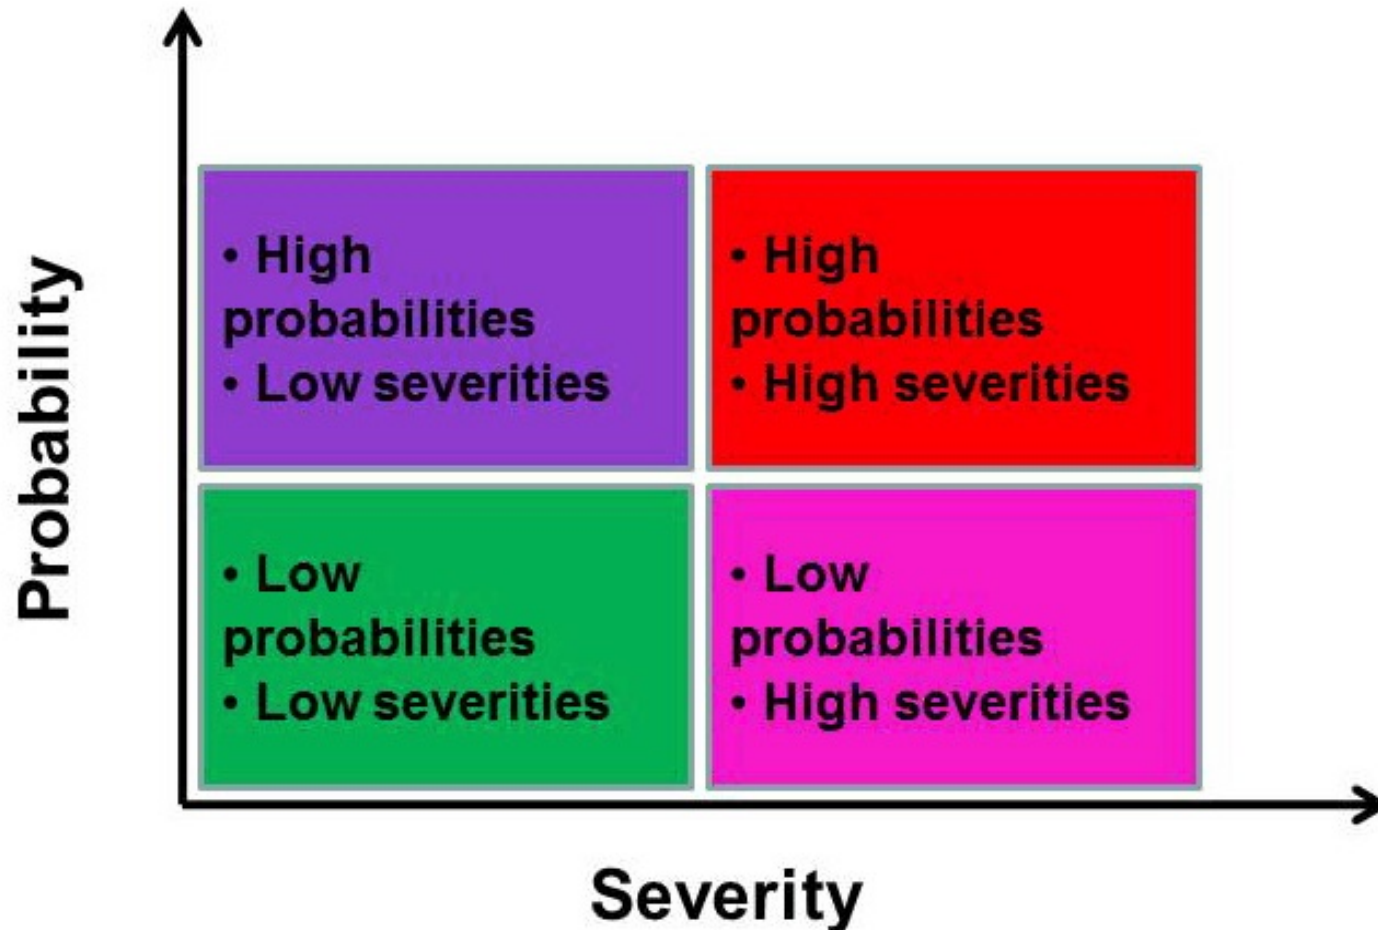 Probability
• High
probabilities
• Low severities
• High
probabilities
• High severities
• Low
probabilities
• Low severities
• Low
probabilities
• High severities
Severity